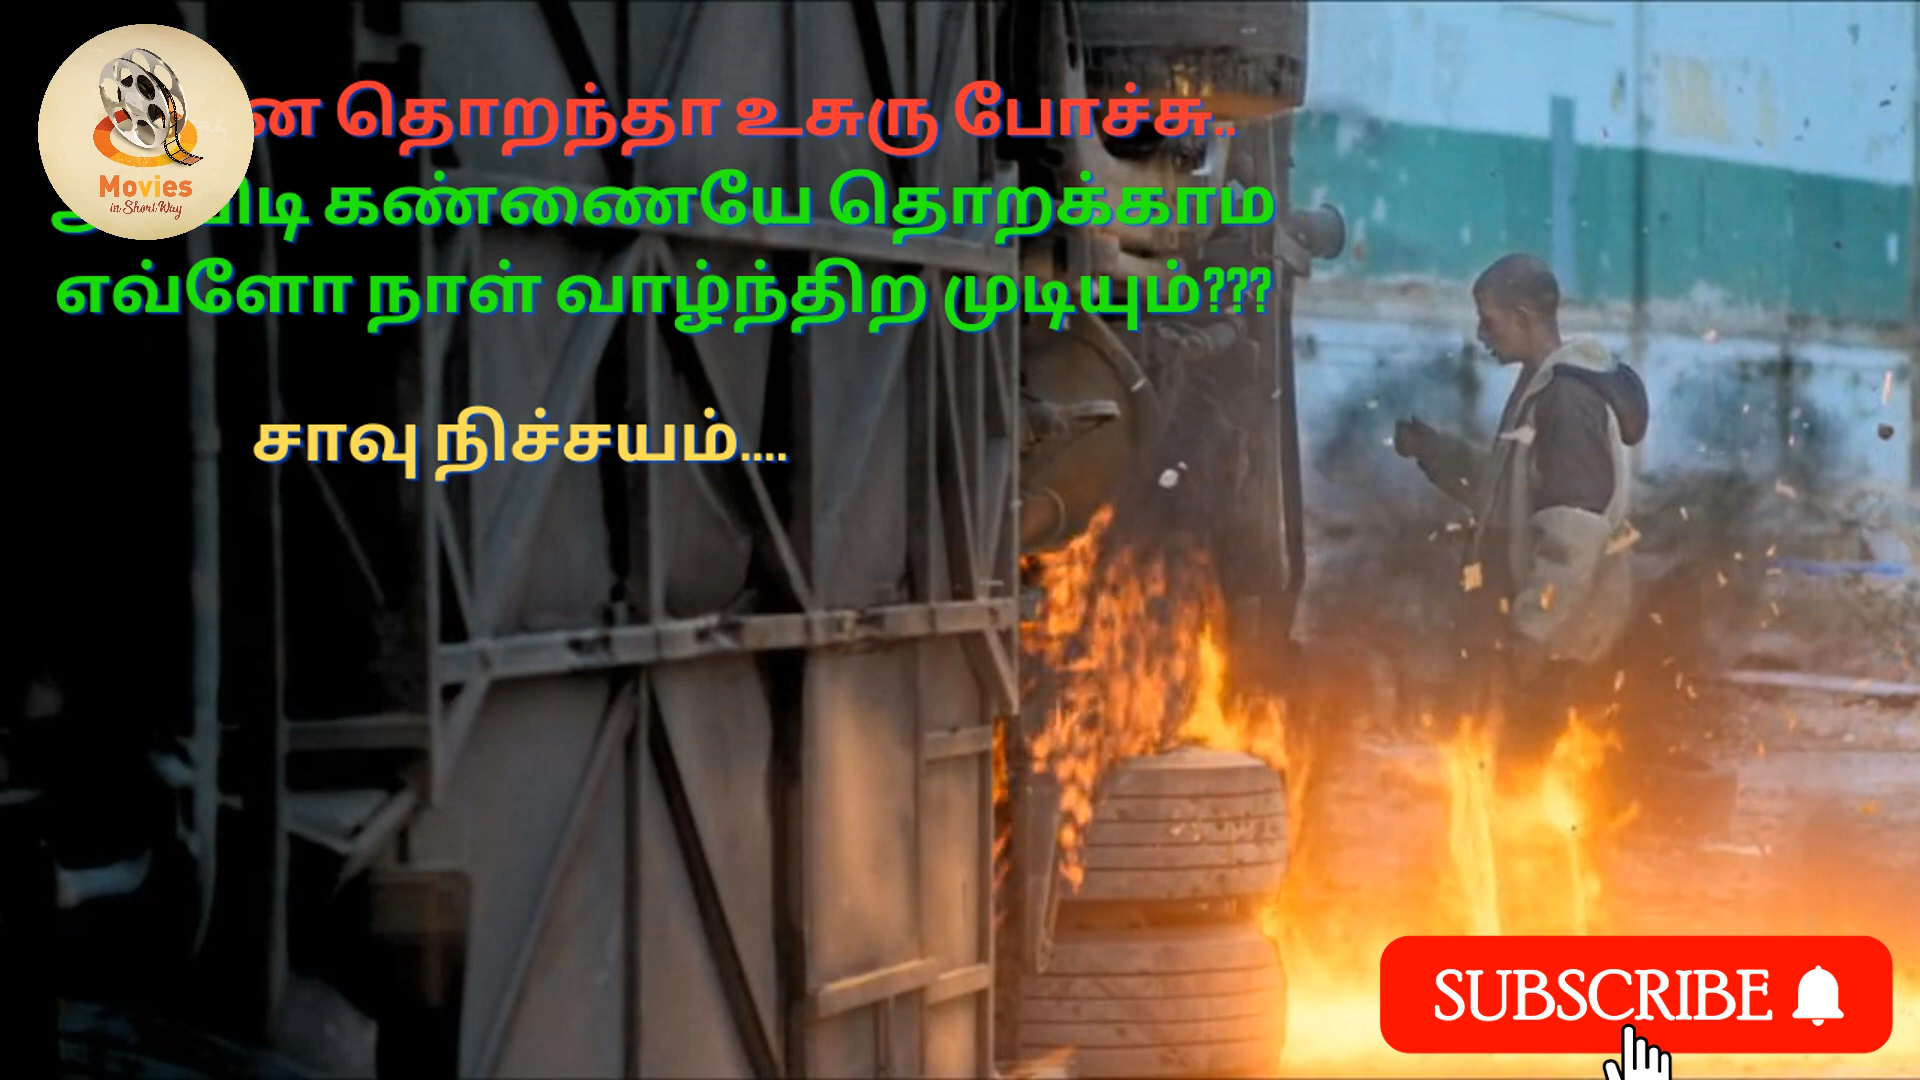 Movies
in Short Way
தொறந்தா உசுரு போச்சு..
கண்ணையே தொறக்காம
எவ்ளோ நாள் வாழ்ந்திற முடியும்???
சாவு நிச்சயம்....
SUBSCRIBE